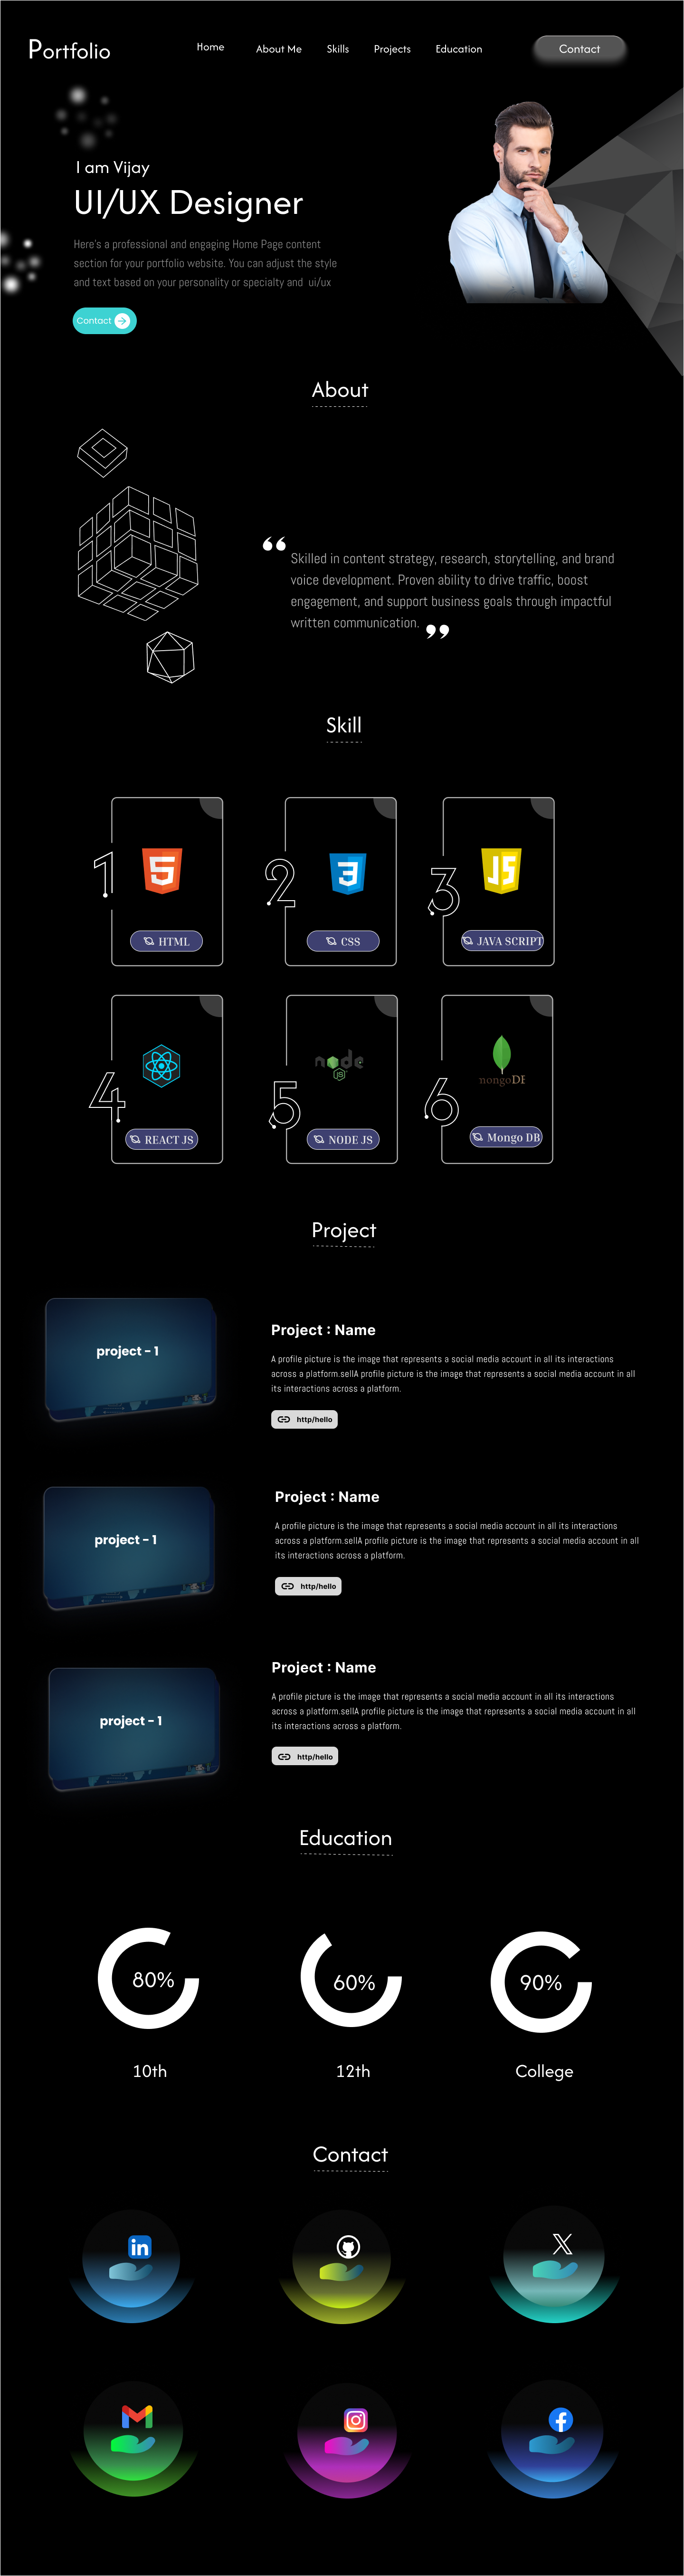 Portfolio
Home
About Me
Skills
Projects
Education
Contact
I am Vijay
UI/UX Designer
Here's a professional and engaging Home Page content
section for your portfolio website. You can adjust the style
and text based on your personality or specialty and ui/ux
Contact
About
“
Skilled in content strategy, research, storytelling, and brand
voice development. Proven ability to drive traffic, boost
engagement, and support business goals through impactful
written communication. ”
Skill
1
5
HTML
2
3
CSS
3
JS
JAVA SCRIPT
4
REACT JS
5
node
JS
NODE JS
6
mongoDB
Mongo DB
Project
project - 1
Project : Name
A profile picture is the image that represents a social media account in all its interactions
across a platform.sellA profile picture is the image that represents a social media account in all
its interactions across a platform.
http/hello
project - 1
Project : Name
A profile picture is the image that represents a social media account in all its interactions
across a platform.sellA profile picture is the image that represents a social media account in all
its interactions across a platform.
http/hello
project - 1
Project : Name
A profile picture is the image that represents a social media account in all its interactions
across a platform.sellA profile picture is the image that represents a social media account in all
its interactions across a platform.
http/hello
Education
80%
60%
90%
10th
12th
College
Contact
in
X
f